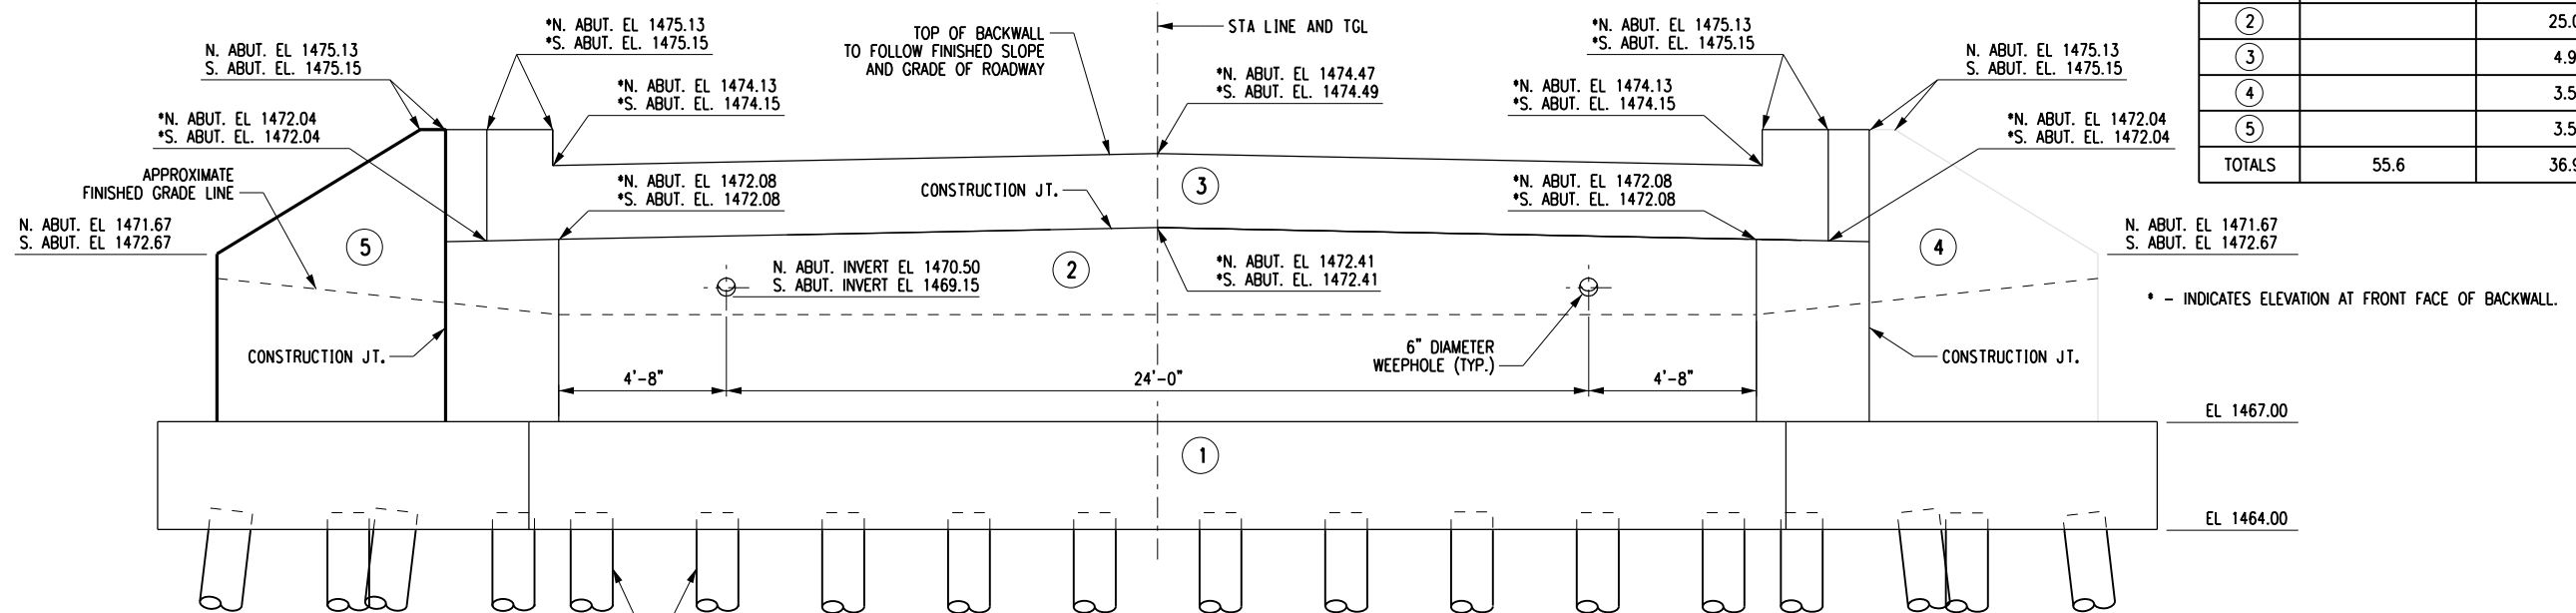 *N. ABUT. EL 1475.13
*S. ABUT. EL. 1475.15
N. ABUT. EL 1475.13
S. ABUT. EL. 1475.15
TOP OF BACKWALL
TO FOLLOW FINISHED SLOPE
AND GRADE OF ROADWAY
STA LINE AND TGL
*N. ABUT. EL 1475.13
*S. ABUT. EL. 1475.15
N. ABUT. EL 1475.13
S. ABUT. EL. 1475.15
*N. ABUT. EL 1474.13
*S. ABUT. EL. 1474.15
*N. ABUT. EL 1474.47
*S. ABUT. EL. 1474.49
*N. ABUT. EL 1474.13
*S. ABUT. EL. 1474.15
*N. ABUT. EL 1472.04
*S. ABUT. EL. 1472.04
*N. ABUT. EL 1472.04
*S. ABUT. EL. 1472.04
2 25.0
3 4.9
4 3.5
5 3.5
TOTALS 55.6 36.9
APPROXIMATE
FINISHED GRADE LINE
*N. ABUT. EL 1472.08
*S. ABUT. EL. 1472.08
CONSTRUCTION JT.
3
*N. ABUT. EL 1472.08
*S. ABUT. EL. 1472.08
N. ABUT. EL 1471.67
S. ABUT. EL 1472.67
5
N. ABUT. INVERT EL 1470.50
S. ABUT. INVERT EL 1469.15
2
*N. ABUT. EL 1472.41
*S. ABUT. EL. 1472.41
4
N. ABUT. EL 1471.67
S. ABUT. EL 1472.67
* - INDICATES ELEVATION AT FRONT FACE OF BACKWALL.
CONSTRUCTION JT.
6" DIAMETER
WEEPHOLE (TYP.)
CONSTRUCTION JT.
4'-8" 24'-0" 4'-8"
EL 1467.00
1
EL 1464.00